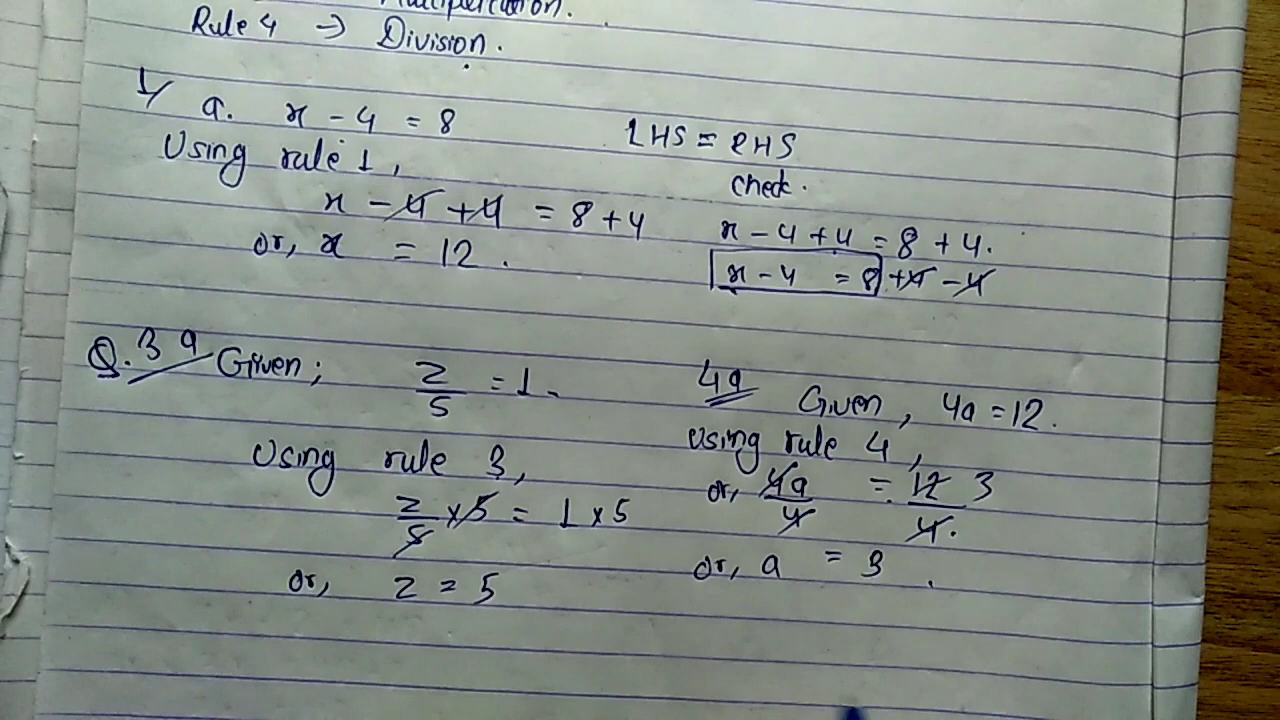 Multiplication.
Rule 4 → Division.
1/ a. x - 4 = 8
Using rule 1,
x - 4 + 4 = 8 + 4
or, x = 12.
LHS = RHS
check.
x - 4 + 4 = 8 + 4.
x - 4 = 8 + 4 - 4
Q.3 a Given; z/5 = 1.
Using rule 3,
z/5 × 5 = 1 × 5
or, z = 5
4a Given, 4a = 12.
Using rule 4,
or, 4a/4 = 12/4 3
or, a = 3.